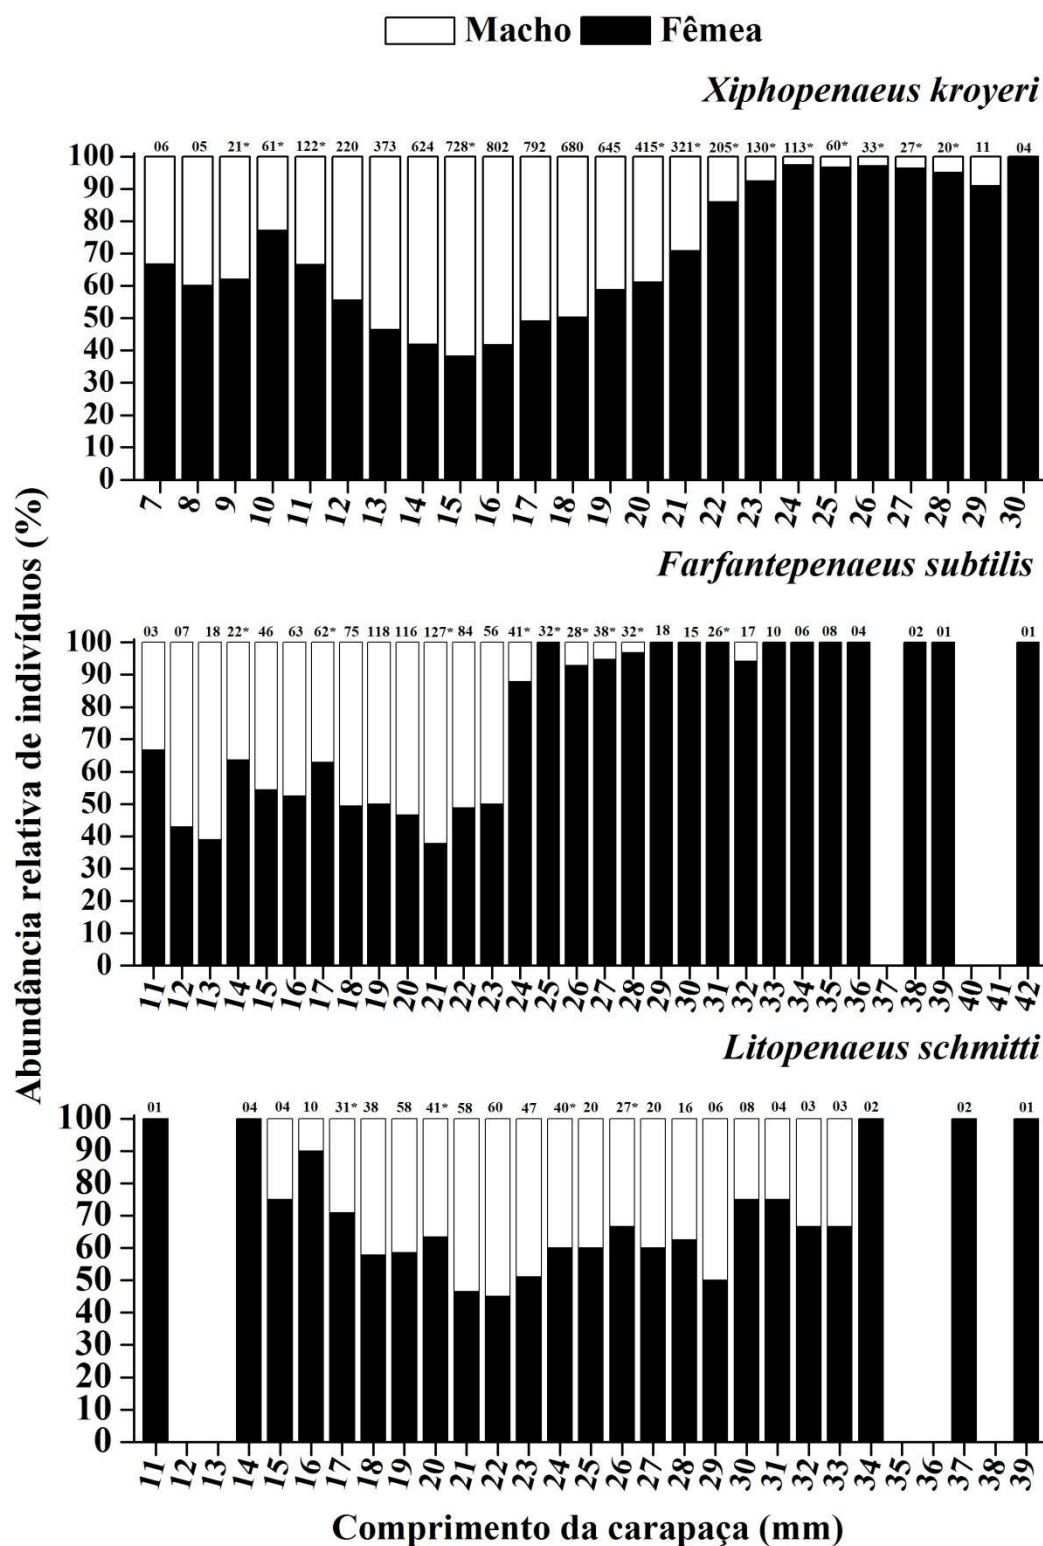 Macho Fêmea
Xiphopenaeus kroyeri
06 05 21* 61* 122* 220 373 624 728* 802 792 680 645 415* 321* 205* 130* 113* 60* 33* 27* 20* 11 04
100
90
80
70
60
50
40
30
20
10
0
7 8 9 10 11 12 13 14 15 16 17 18 19 20 21 22 23 24 25 26 27 28 29 30
Farfantepenaeus subtilis
03 07 18 22* 46 63 62* 75 118 116 127* 84 56 41* 32* 28* 38* 32* 18 15 26* 17 10 06 08 04 02 01 01
100
90
80
70
60
50
40
30
20
10
0
11 12 13 14 15 16 17 18 19 20 21 22 23 24 25 26 27 28 29 30 31 32 33 34 35 36 37 38 39 40 41 42
Litopenaeus schmitti
01 04 04 10 31* 38 58 41* 58 60 47 40* 20 27* 20 16 06 08 04 03 03 02 02 01
100
90
80
70
60
50
40
30
20
10
0
11 12 13 14 15 16 17 18 19 20 21 22 23 24 25 26 27 28 29 30 31 32 33 34 35 36 37 38 39
Abundância relativa de indivíduos (%)
Comprimento da carapaça (mm)